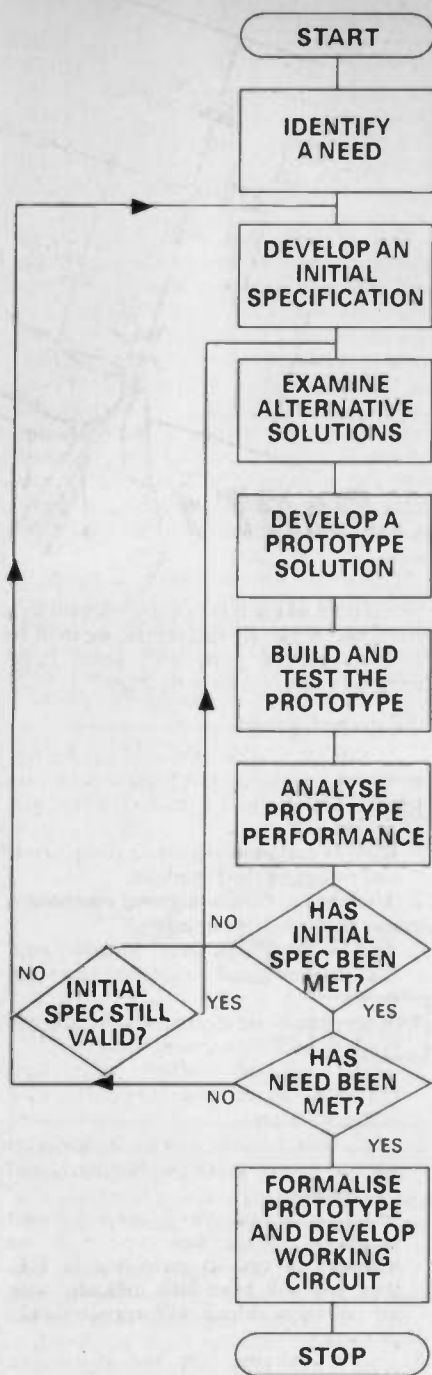 START
IDENTIFY
A NEED
DEVELOP AN
INITIAL
SPECIFICATION
EXAMINE
ALTERNATIVE
SOLUTIONS
DEVELOP A
PROTOTYPE
SOLUTION
BUILD AND
TEST THE
PROTOTYPE
ANALYSE
PROTOTYPE
PERFORMANCE
NO
HAS
INITIAL
SPEC BEEN
MET?
NO
INITIAL
SPEC STILL
VALID?
YES
YES
HAS
NEED BEEN
MET?
NO
YES
FORMALISE
PROTOTYPE
AND DEVELOP
WORKING
CIRCUIT
STOP